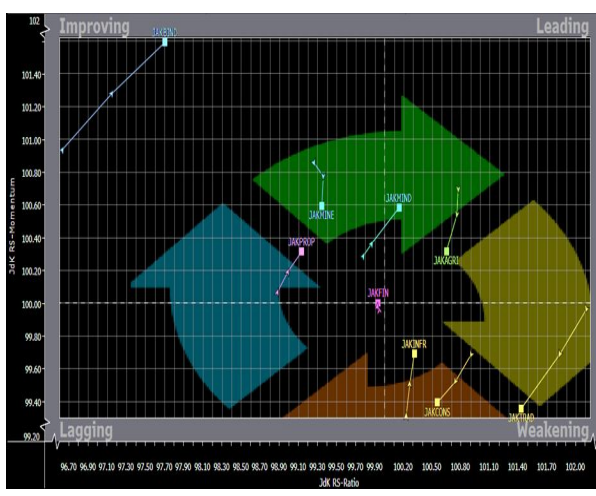 102
Improving
Leading
JAKBIND
101.40
101.20
101.00
100.80
100.60
100.40
100.20
100.00
99.80
99.60
99.40
99.20
JdK RS-Momentum
JAKMINE
JAKMIND
JAKPROP
JAKAGRI
JAKFIN
JAKINFR
JAKCONS
JAKTRAD
Lagging
Weakening
96.70 96.90 97.10 97.30 97.50 97.70 97.90 98.10 98.30 98.50 98.70 98.90 99.10 99.30 99.50 99.70 99.90 100.20 100.50 100.80 101.10 101.40 101.70 102.00
JdK RS-Ratio